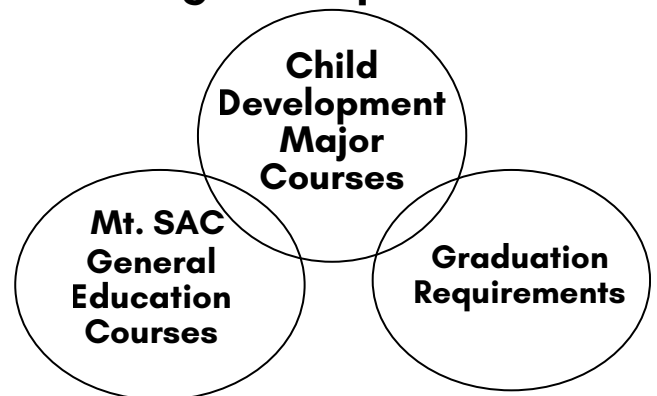 Child
Development
Major
Courses
Mt. SAC
General
Education
Courses
Graduation
Requirements